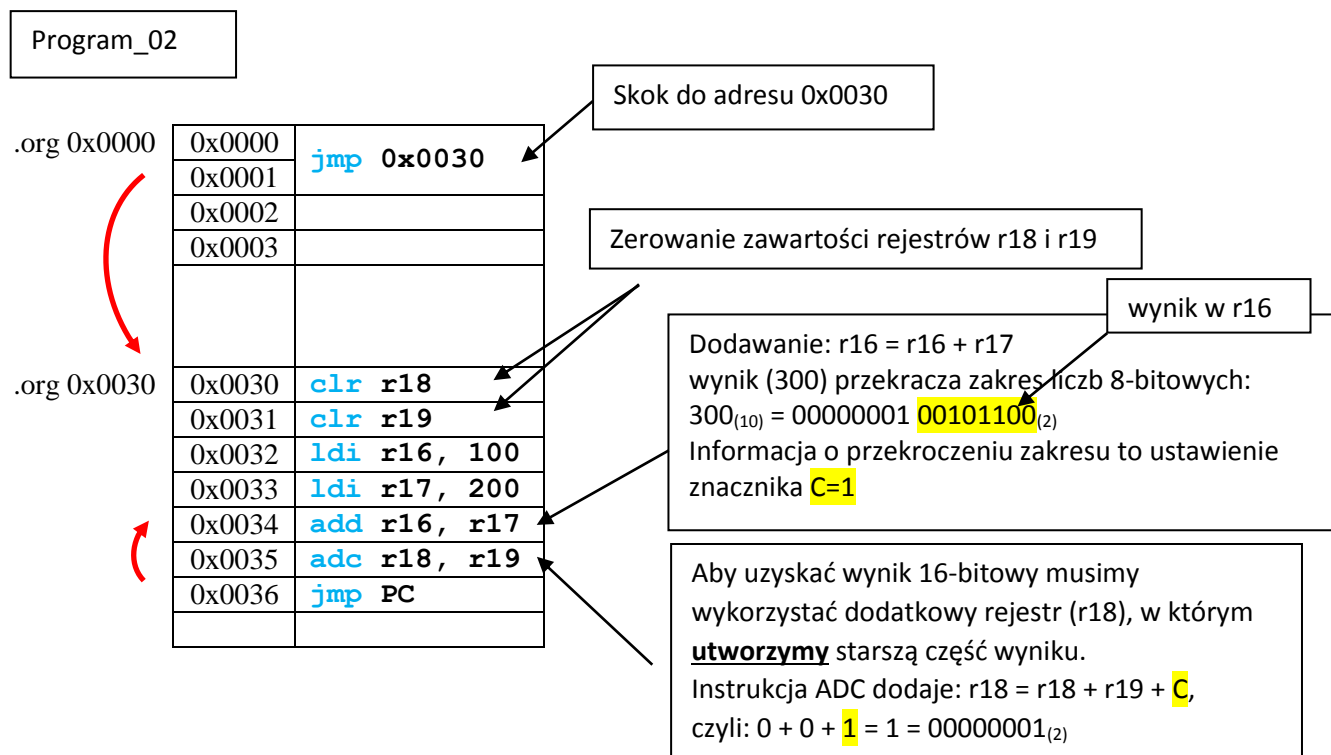 Program_02
Skok do adresu 0x0030
.org 0x0000
0x0000
jmp 0x0030
0x0001
0x0002
0x0003
Zerowanie zawartości rejestrów r18 i r19
wynik w r16
Dodawanie: r16 = r16 + r17
wynik (300) przekracza zakres liczb 8-bitowych:
300(10) = 00000001 00101100(2)
Informacja o przekroczeniu zakresu to ustawienie
znacznika C=1
.org 0x0030
0x0030 clr r18
0x0031 clr r19
0x0032 ldi r16, 100
0x0033 ldi r17, 200
0x0034 add r16, r17
0x0035 adc r18, r19
0x0036 jmp PC
Aby uzyskać wynik 16-bitowy musimy
wykorzystać dodatkowy rejestr (r18), w którym
utworzymy starszą część wyniku.
Instrukcja ADC dodaje: r18 = r18 + r19 + C,
czyli: 0 + 0 + 1 = 1 = 00000001(2)